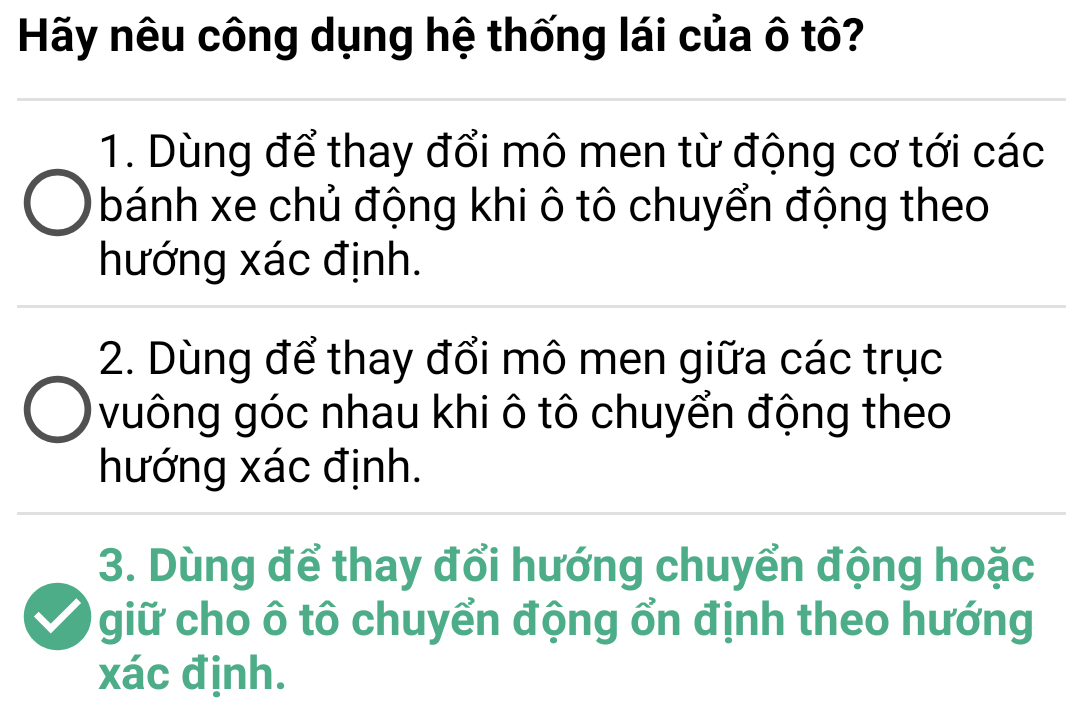 Hãy nêu công dụng hệ thống lái của ô tô?
1. Dùng để thay đổi mô men từ động cơ tới các
bánh xe chủ động khi ô tô chuyển động theo
hướng xác định.
2. Dùng để thay đổi mô men giữa các trục
vuông góc nhau khi ô tô chuyển động theo
hướng xác định.
3. Dùng để thay đổi hướng chuyển động hoặc
giữ cho ô tô chuyển động ổn định theo hướng
xác định.